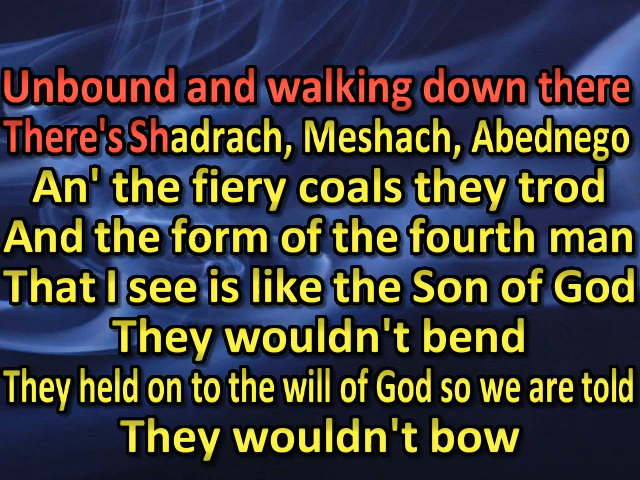 Unbound and walking down there
There's Shadrach, Meshach, Abednego
An' the fiery coals they trod
And the form of the fourth man
That I see is like the Son of God
They wouldn't bend
They held on to the will of God so we are told
They wouldn't bow